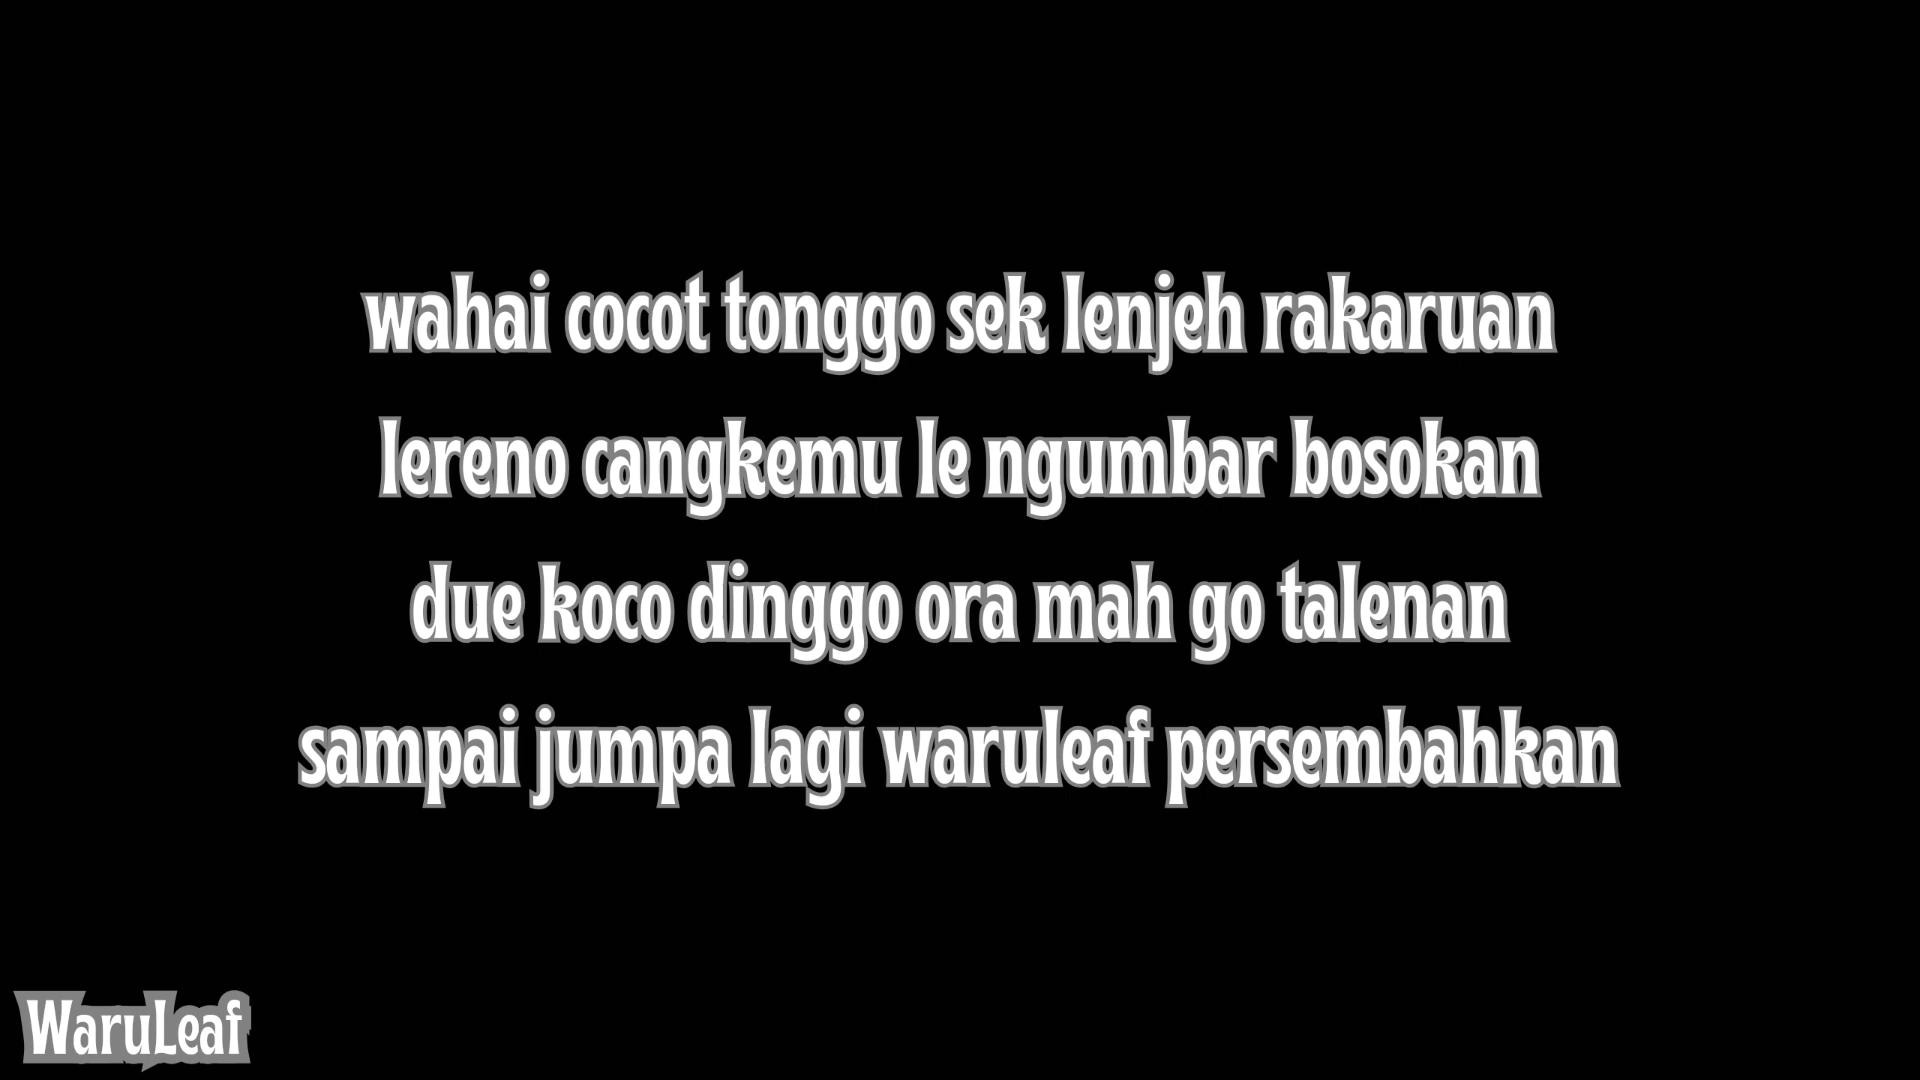 wahai cocot tonggo sek lenjeh rakaruan
lereno cangkemu le ngumbar bosokan
due koco dinggo ora mah go talenan
sampai jumpa lagi waruleaf persembahkan
WaruLeaf